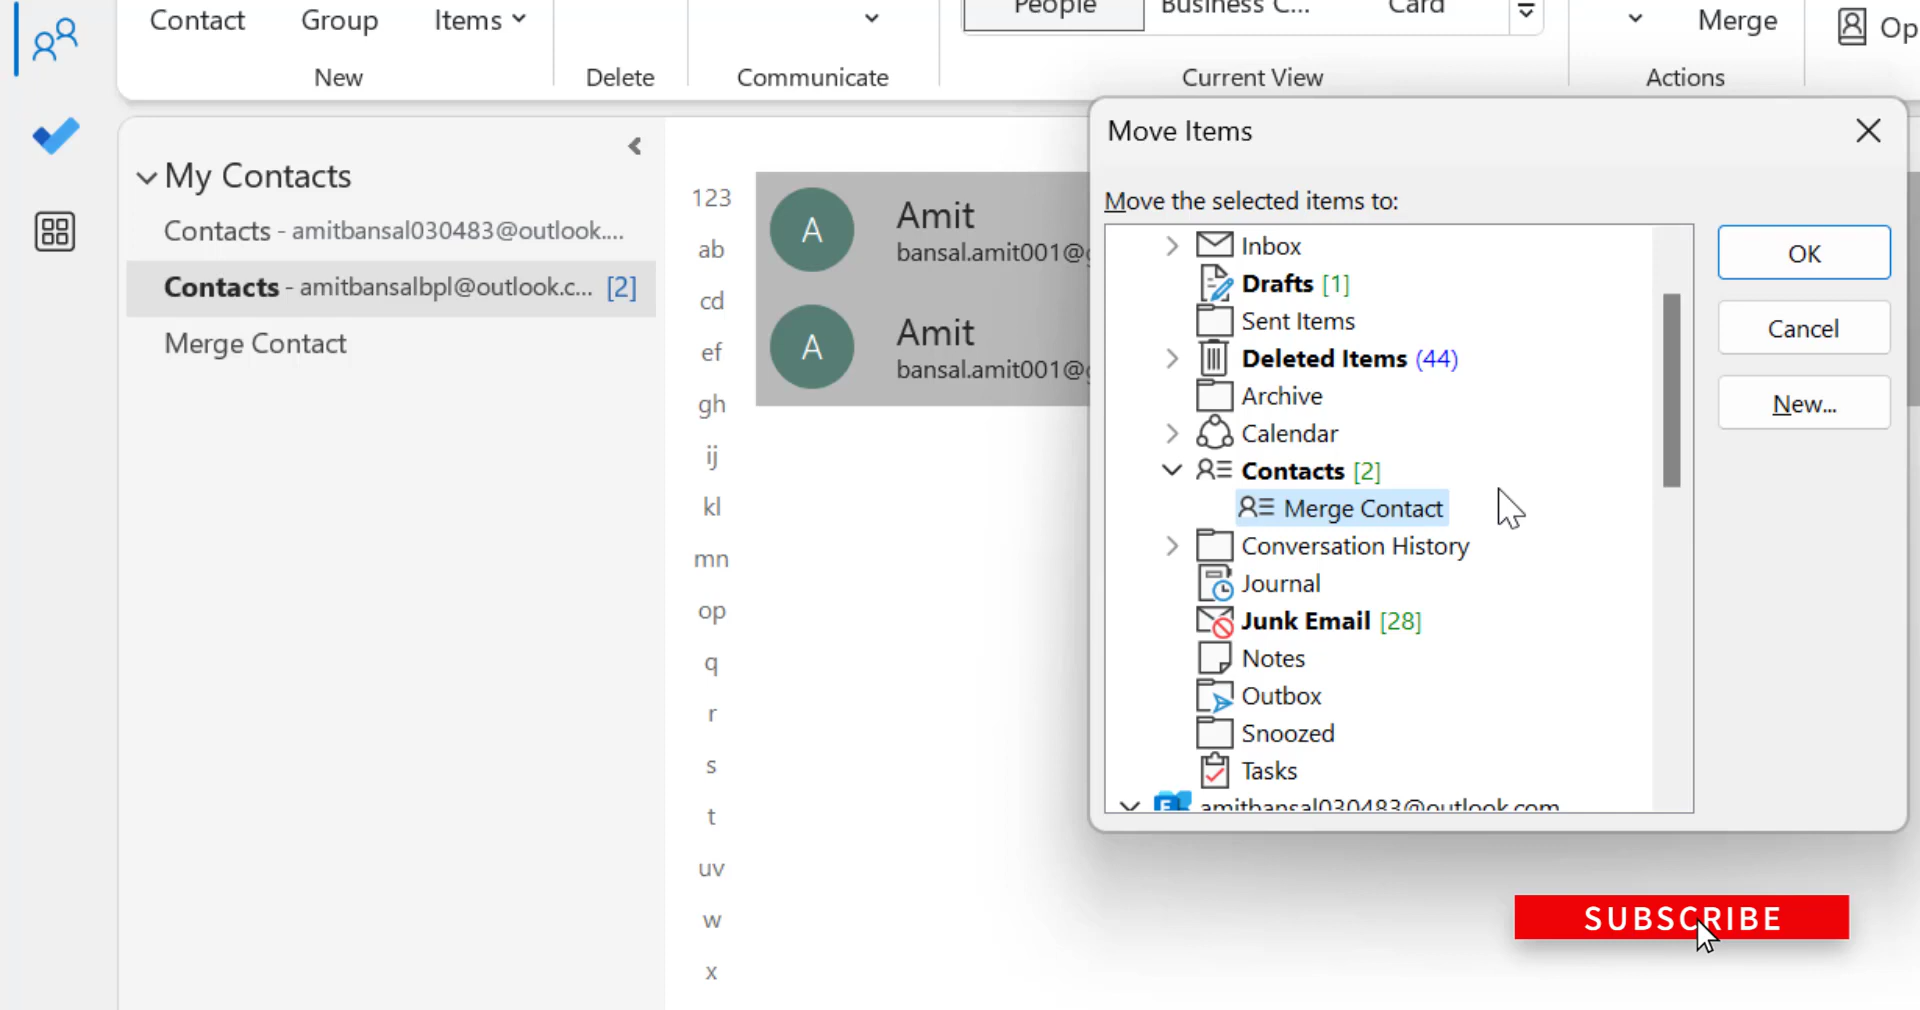 Contact
Group
Items
New
Delete
Communicate
People
Business C...
Card
Current View
Merge
Actions
My Contacts
Contacts - amitbansal030483@outlook....
Contacts - amitbansalbpl@outlook.c... [2]
Merge Contact
123
ab
cd
ef
gh
ij
kl
mn
op
q
r
s
t
uv
w
x
A
Amit
bansal.amit001@
A
Amit
bansal.amit001@
Move Items
Move the selected items to:
Inbox
Drafts [1]
Sent Items
Deleted Items (44)
Archive
Calendar
Contacts [2]
Merge Contact
Conversation History
Journal
Junk Email [28]
Notes
Outbox
Snoozed
Tasks
amitbansal030483@outlook.com
OK
Cancel
New...
SUBSCRIBE